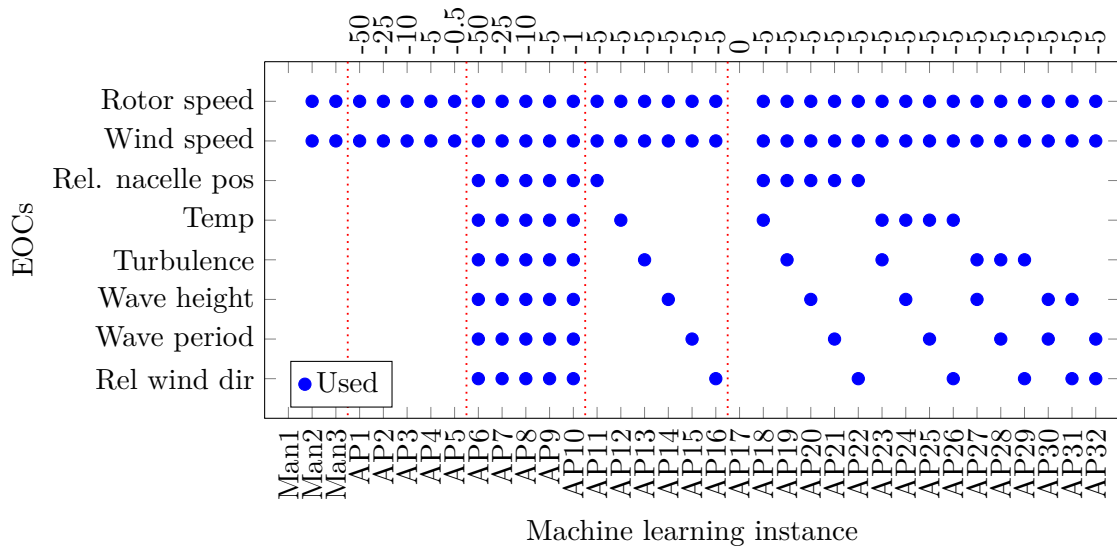 -50 -25 -10 -5 -0.5 -50 -25 -10 -5 -1 -5 -5 -5 -5 -5 -5 0 -5 -5 -5 -5 -5 -5 -5 -5 -5 -5 -5 -5 -5 -5 -5
EOCs
Rotor speed
Wind speed
Rel. nacelle pos
Temp
Turbulence
Wave height
Wave period
Rel wind dir
Used
Man1 Man2 Man3 AP1 AP2 AP3 AP4 AP5 AP6 AP7 AP8 AP9 AP10 AP11 AP12 AP13 AP14 AP15 AP16 AP17 AP18 AP19 AP20 AP21 AP22 AP23 AP24 AP25 AP26 AP27 AP28 AP29 AP30 AP31 AP32
Machine learning instance